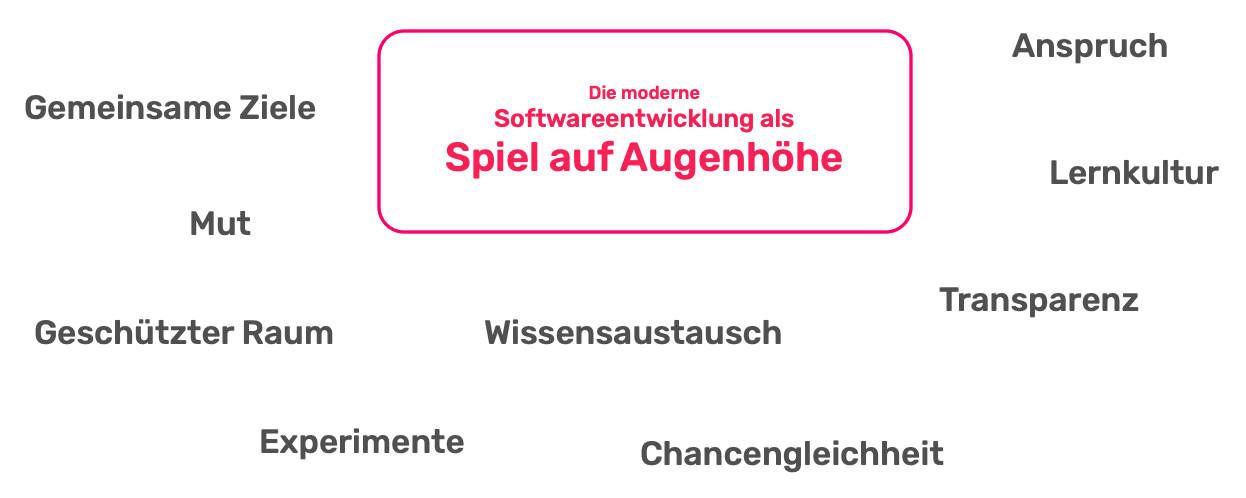 Anspruch
Die moderne
Gemeinsame Ziele
Softwareentwicklung als
Spiel auf Augenhöhe
Lernkultur
Mut
Transparenz
Geschützter Raum
Wissensaustausch
Experimente
Chancengleichheit